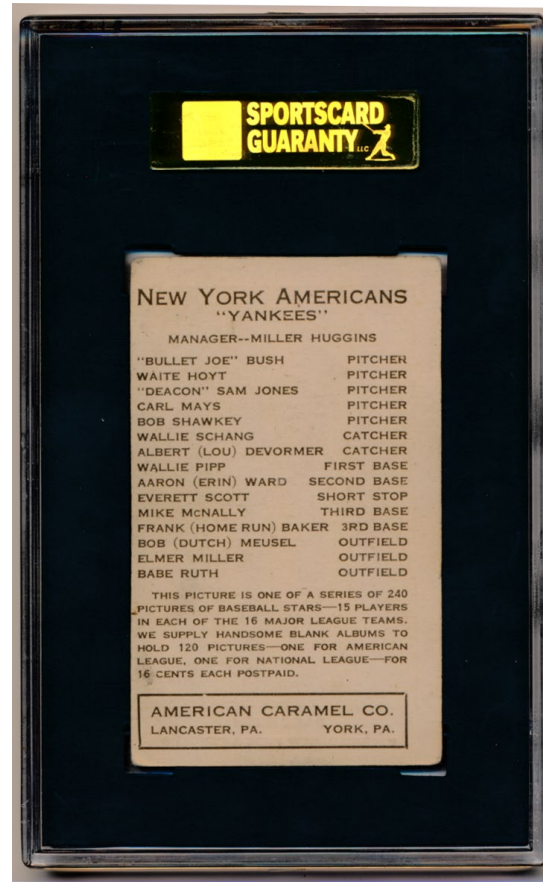 SPORTSCARD
GUARANTY LLC
NEW YORK AMERICANS
"YANKEES"
MANAGER--MILLER HUGGINS
"BULLET JOE" BUSH PITCHER
WAITE HOYT PITCHER
"DEACON" SAM JONES PITCHER
CARL MAYS PITCHER
BOB SHAWKEY PITCHER
WALLIE SCHANG CATCHER
ALBERT (LOU) DEVORMER CATCHER
WALLIE PIPP FIRST BASE
AARON (ERIN) WARD SECOND BASE
EVERETT SCOTT SHORT STOP
MIKE McNALLY THIRD BASE
FRANK (HOME RUN) BAKER 3RD BASE
BOB (DUTCH) MEUSEL OUTFIELD
ELMER MILLER OUTFIELD
BABE RUTH OUTFIELD
THIS PICTURE IS ONE OF A SERIES OF 240
PICTURES OF BASEBALL STARS—15 PLAYERS
IN EACH OF THE 16 MAJOR LEAGUE TEAMS.
WE SUPPLY HANDSOME BLANK ALBUMS TO
HOLD 120 PICTURES—ONE FOR AMERICAN
LEAGUE, ONE FOR NATIONAL LEAGUE—FOR
16 CENTS EACH POSTPAID.
AMERICAN CARAMEL CO.
LANCASTER, PA. YORK, PA.